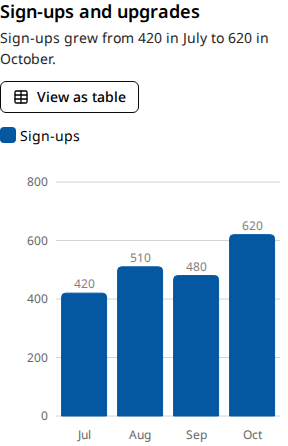 Sign-ups and upgrades
Sign-ups grew from 420 in July to 620 in
October.
View as table
Sign-ups
800
600
400
200
0
420
510
480
620
Jul
Aug
Sep
Oct